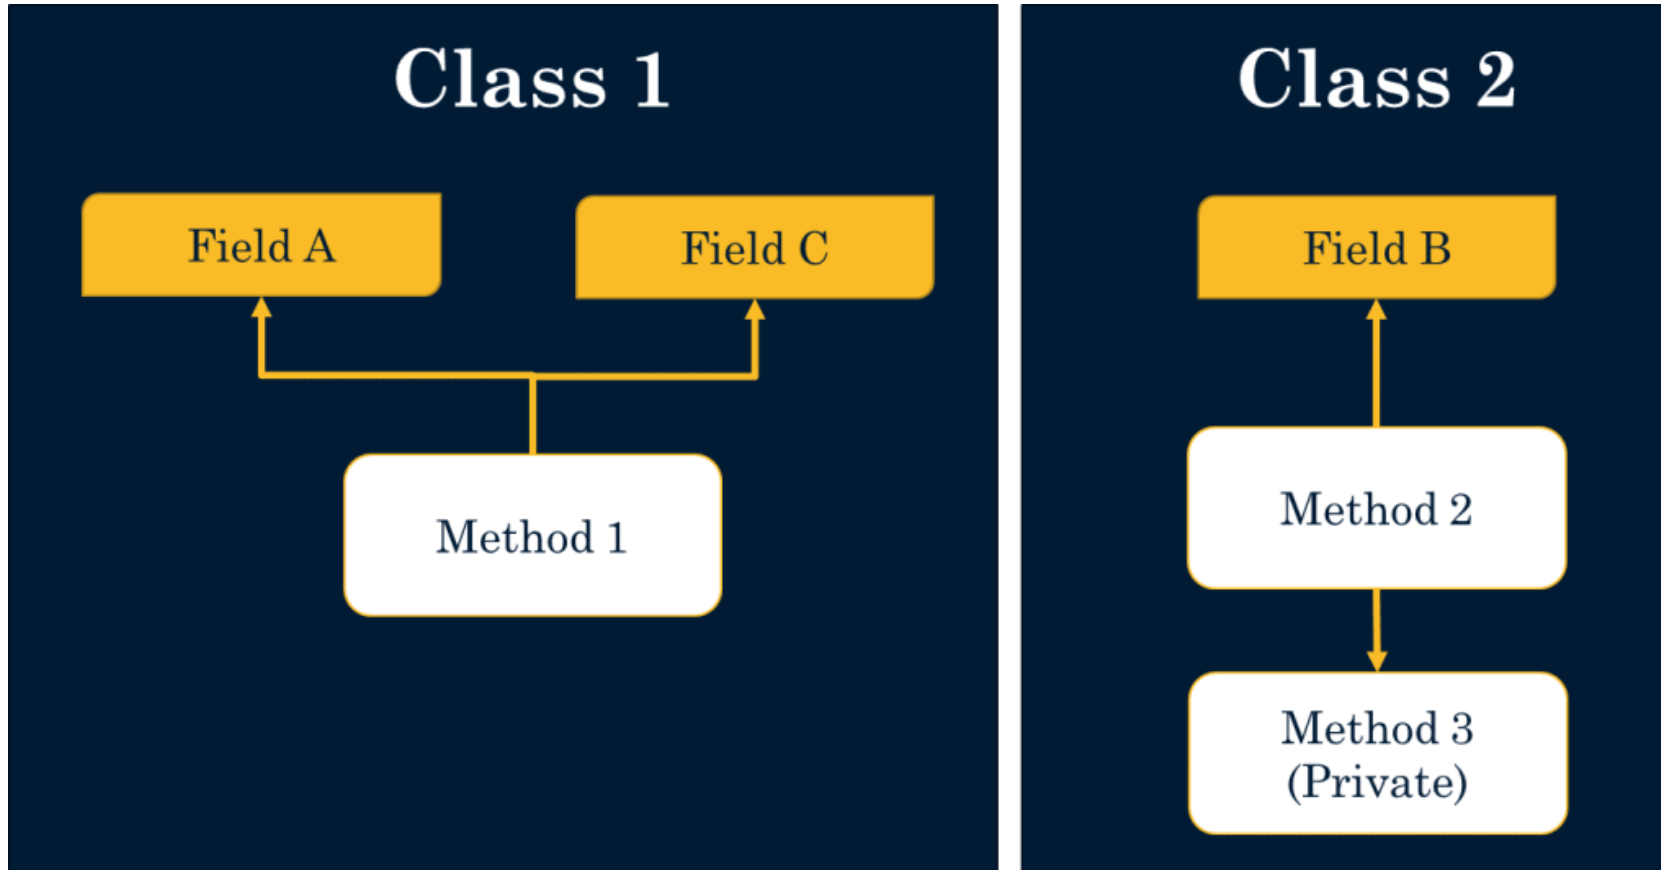 Class 1
Field A
Field C
Method 1
Class 2
Field B
Method 2
Method 3
(Private)